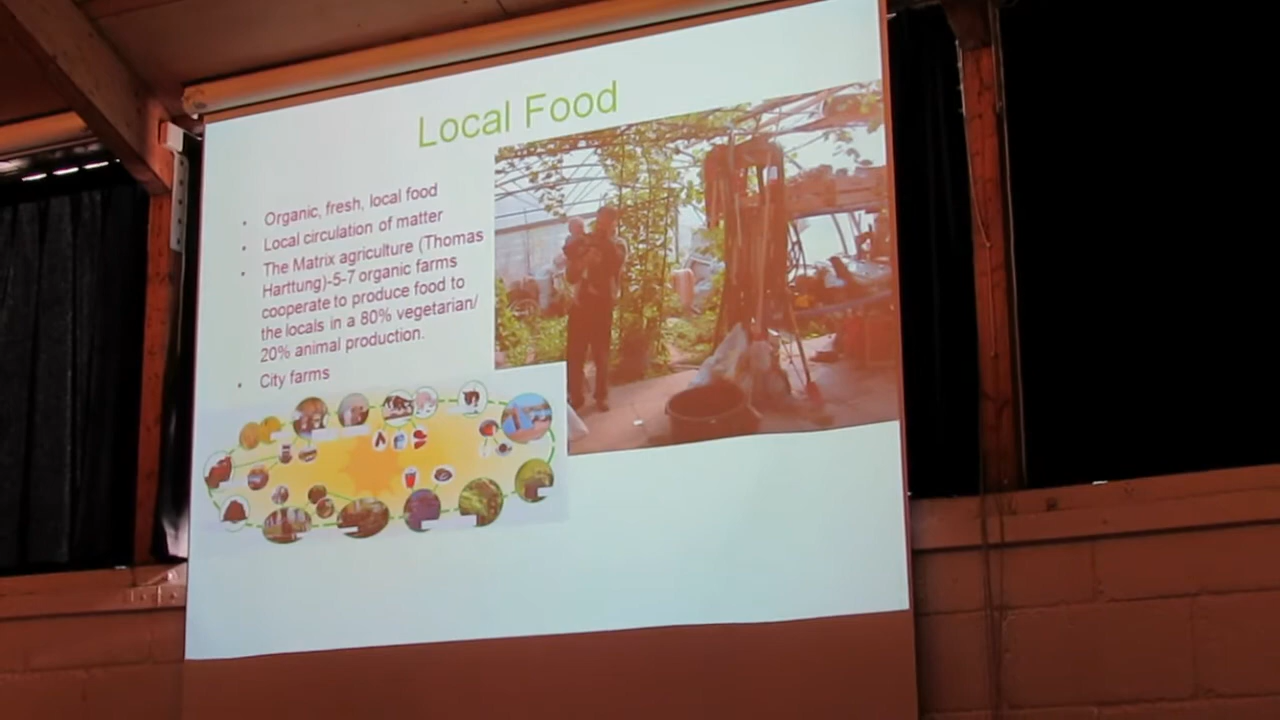 Local Food
• Organic, fresh, local food
• Local circulation of matter
• The Matrix agriculture (Thomas
Harttung)-5-7 organic farms
cooperate to produce food to
the locals in a 80% vegetarian/
20% animal production.
• City farms